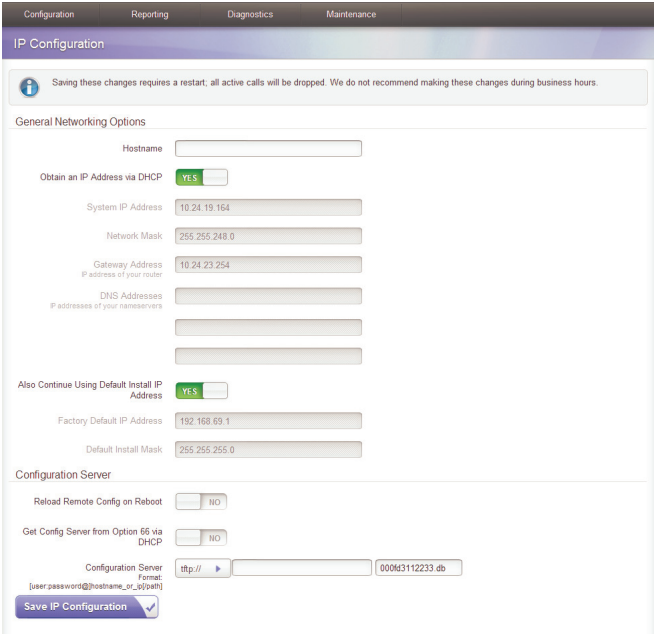 Configuration Reporting Diagnostics Maintenance
IP Configuration
Saving these changes requires a restart; all active calls will be dropped. We do not recommend making these changes during business hours.
General Networking Options
Hostname
Obtain an IP Address via DHCP YES
System IP Address 10.24.19.164
Network Mask 255.255.248.0
Gateway Address 10.24.23.254
IP address of your router
DNS Addresses
IP addresses of your nameservers
Also Continue Using Default Install IP
Address YES
Factory Default IP Address 192.168.69.1
Default Install Mask 255.255.255.0
Configuration Server
Reload Remote Config on Reboot NO
Get Config Server from Option 66 via
DHCP NO
Configuration Server tftp:// 000fd3112233.db
Format:
[user:password@]hostname_or_ip[/path]
Save IP Configuration